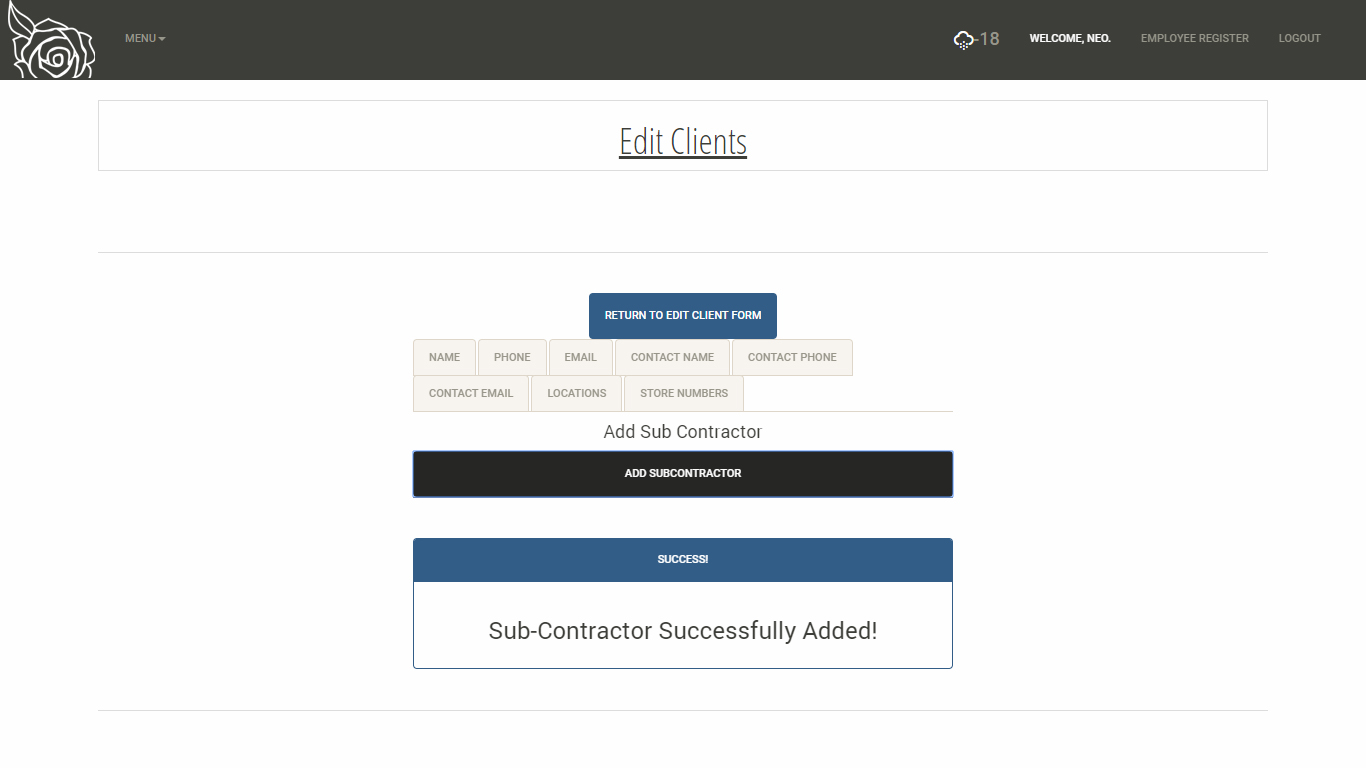 MENU -18 WELCOME, NEO. EMPLOYEE REGISTER LOGOUT
Edit Clients
RETURN TO EDIT CLIENT FORM
NAME PHONE EMAIL CONTACT NAME CONTACT PHONE
CONTACT EMAIL LOCATIONS STORE NUMBERS
Add Sub Contractor
ADD SUBCONTRACTOR
SUCCESS!
Sub-Contractor Successfully Added!